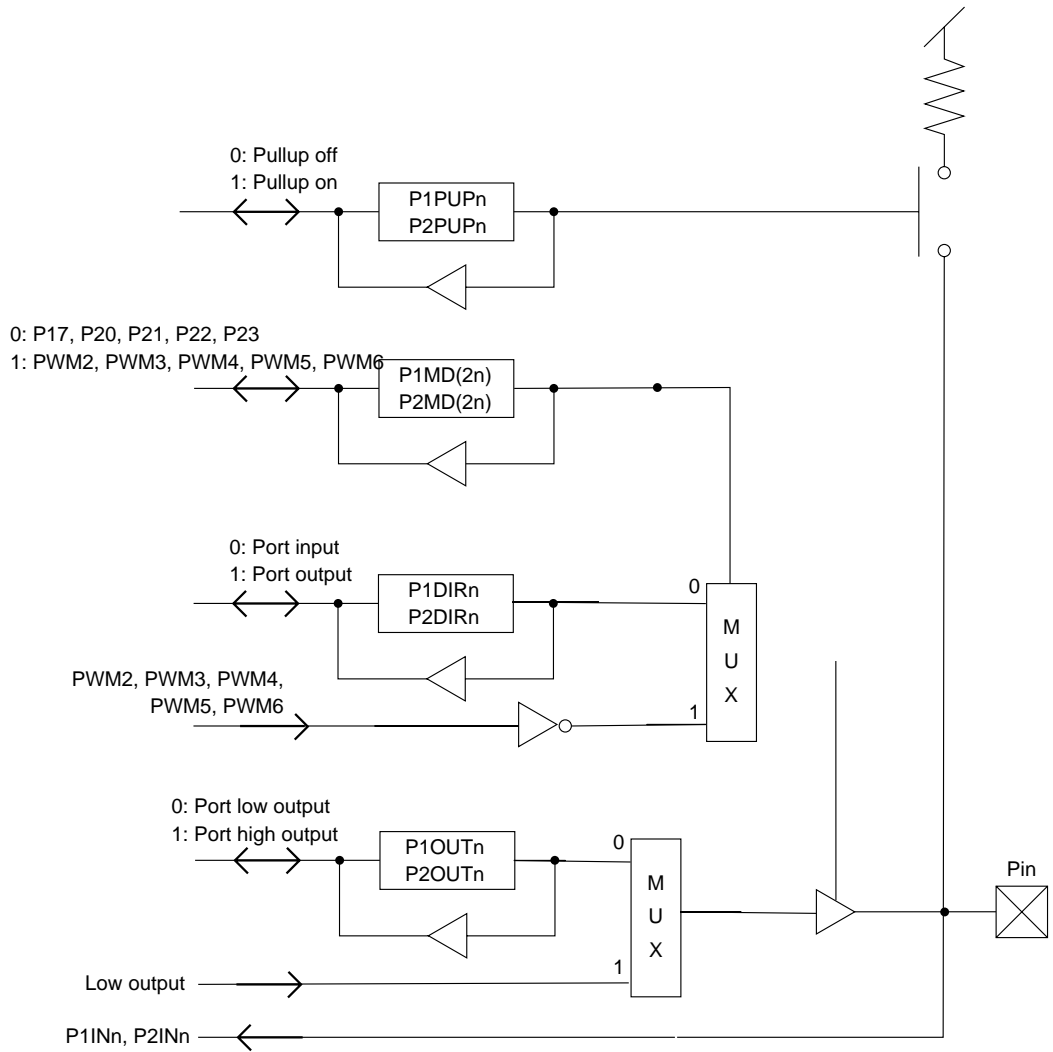 0: Pullup off
1: Pullup on
P1PUPn
P2PUPn
0: P17, P20, P21, P22, P23
1: PWM2, PWM3, PWM4, PWM5, PWM6
P1MD(2n)
P2MD(2n)
0: Port input
1: Port output
P1DIRn
P2DIRn
0
M
U
X
PWM2, PWM3, PWM4,
PWM5, PWM6
1
0: Port low output
1: Port high output
P1OUTn
P2OUTn
0
M
U
X
Pin
1
Low output
P1INn, P2INn